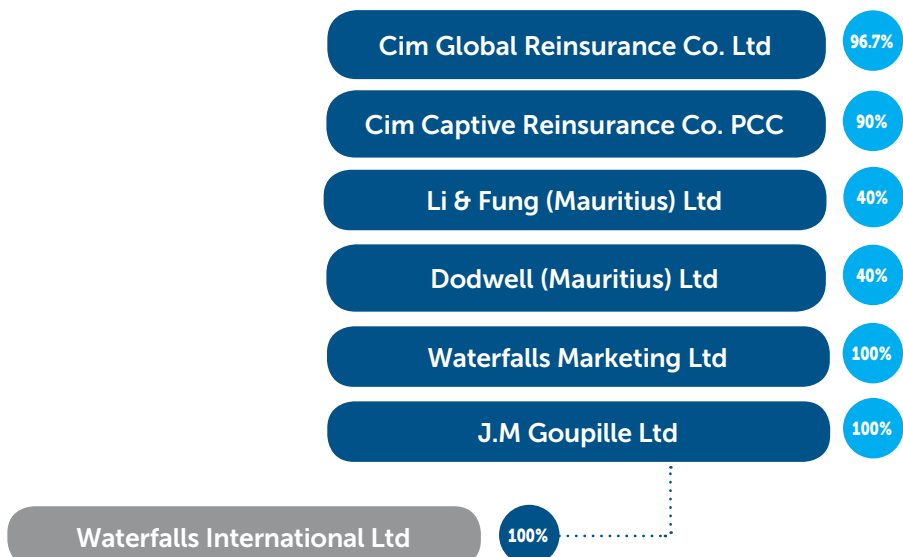 Cim Global Reinsurance Co. Ltd 96.7%
Cim Captive Reinsurance Co. PCC 90%
Li & Fung (Mauritius) Ltd 40%
Dodwell (Mauritius) Ltd 40%
Waterfalls Marketing Ltd 100%
J.M Goupille Ltd 100%
Waterfalls International Ltd 100%